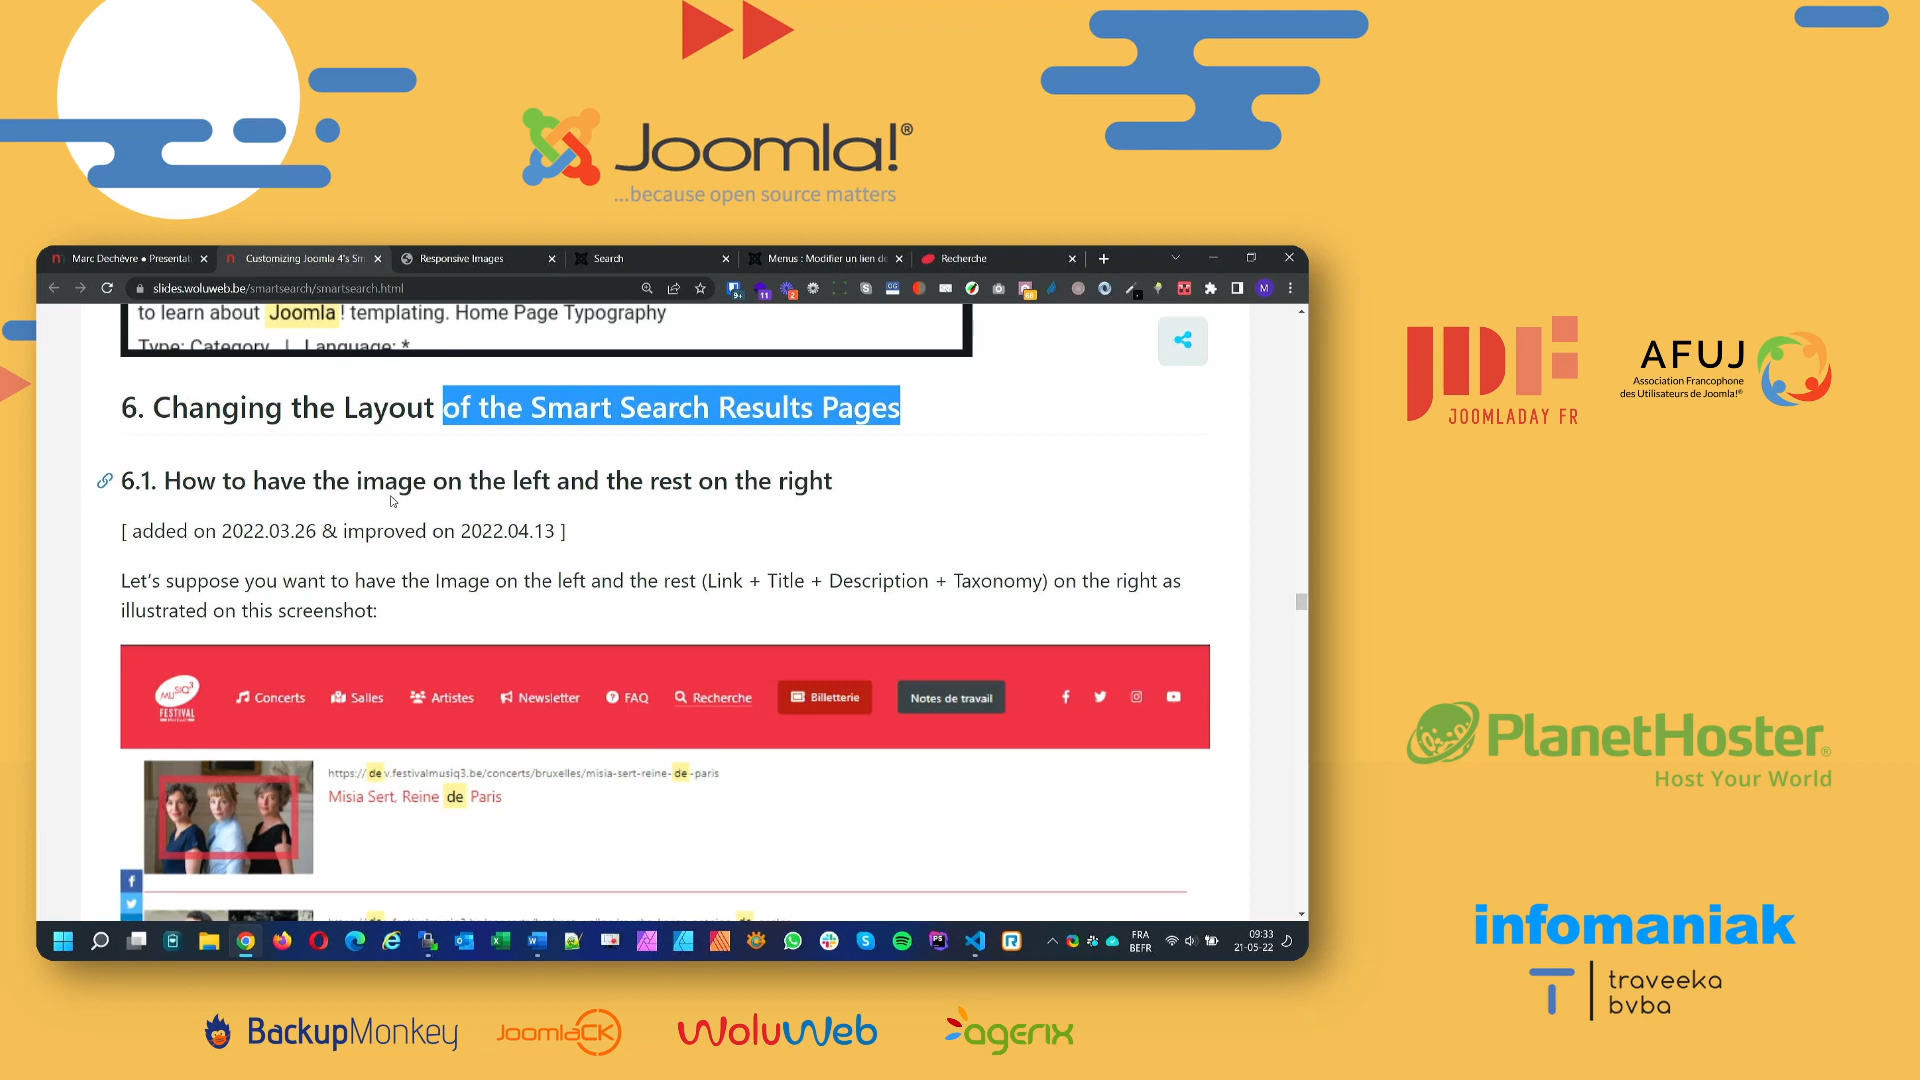 Joomla!®
...because open source matters
Marc Dechèvre ● Presentat
Customizing Joomla 4's Sm
Responsive Images
Search
Menus : Modifier un lien de
Recherche
slides.woluweb.be/smartsearch/smartsearch.html
to learn about Joomla ! templating. Home Page Typography
Type: Category | Language: *
6. Changing the Layout of the Smart Search Results Pages
6.1. How to have the image on the left and the rest on the right
[ added on 2022.03.26 & improved on 2022.04.13 ]
Let's suppose you want to have the Image on the left and the rest (Link + Title + Description + Taxonomy) on the right as
illustrated on this screenshot:
MUSIQ3
FESTIVAL
Concerts
Salles
Artistes
Newsletter
FAQ
Recherche
Billetterie
Notes de travail
https://dev.festivalmusiq3.be/concerts/bruxelles/misia-sert-reine-de-paris
Misia Sert, Reine de Paris
FRA
BEFR
09:33
21-05-22
JDF
JOOMLADAY FR
AFUJ
Association Francophone
des Utilisateurs de Joomla!®
PlanetHoster®
Host Your World
infomaniak
T
traveeka
bvba
BackupMonkey
JoomlaCK
WoluWeb
agerix